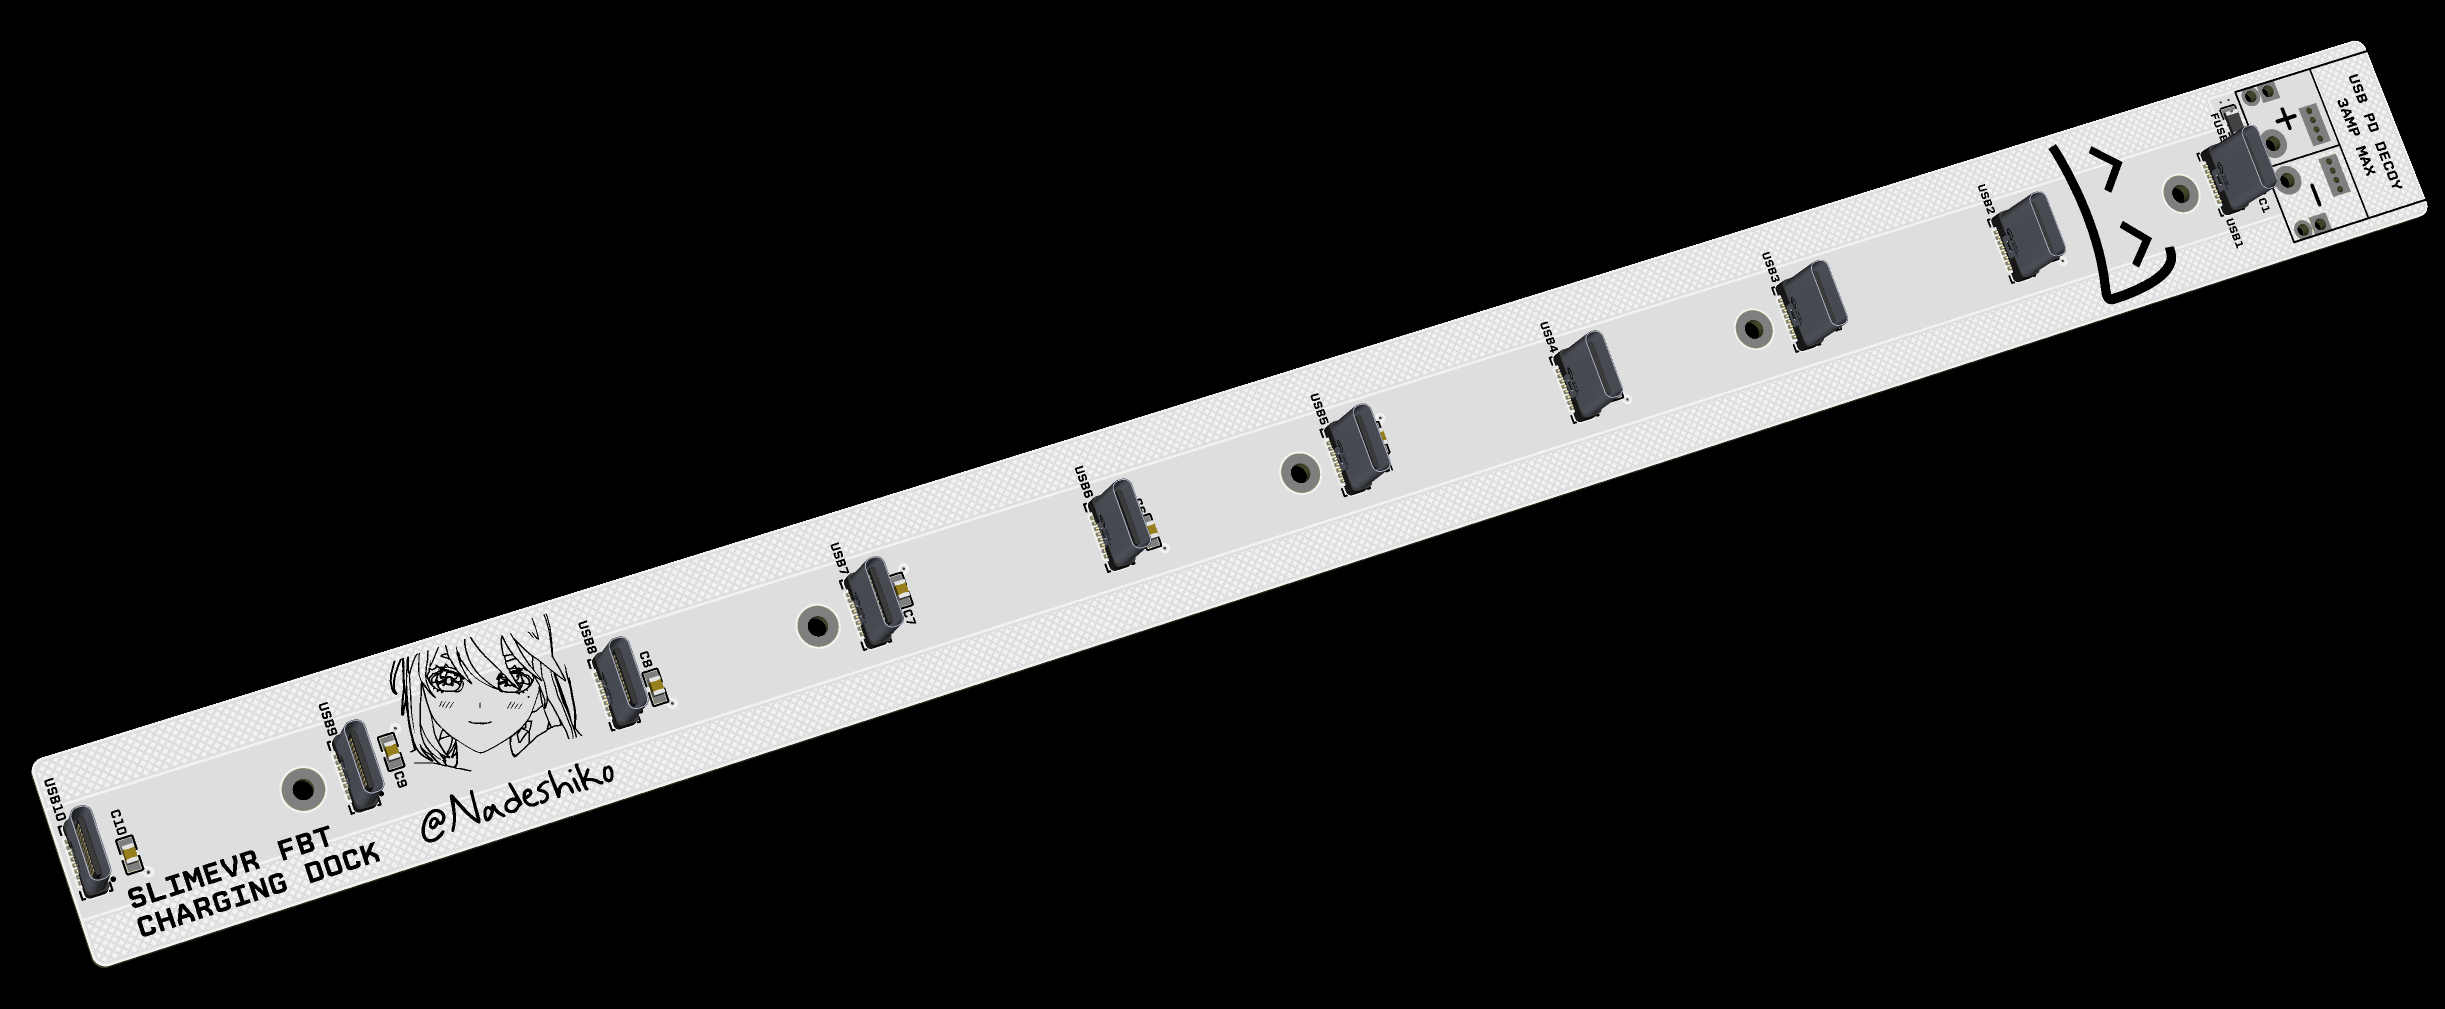 USB PD DECOY
3AMP MAX
+
-
FUSE
C1
USB1
USB2
USB3
USB4
USB5
USB6
USB7
C7
USB8
C8
USB9
C9
USB10
C10
SLIMEVR FBT
CHARGING DOCK
@Nadeshiko